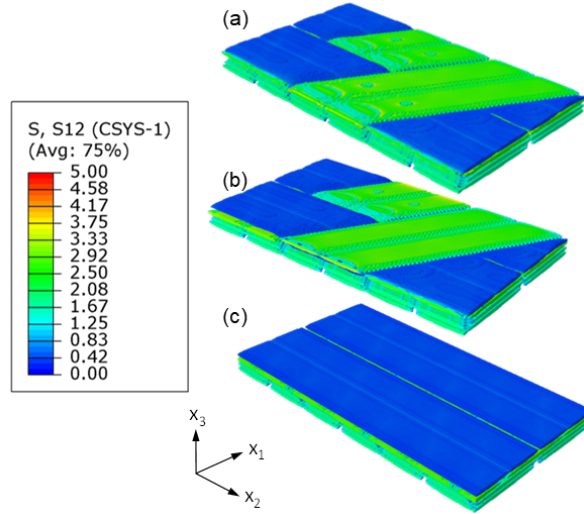 (a)
S, S12 (CSYS-1)
(Avg: 75%)
5.00
4.58
4.17
3.75
3.33
2.92
2.50
2.08
1.67
1.25
0.83
0.42
0.00
(b)
(c)
x3
x1
x2